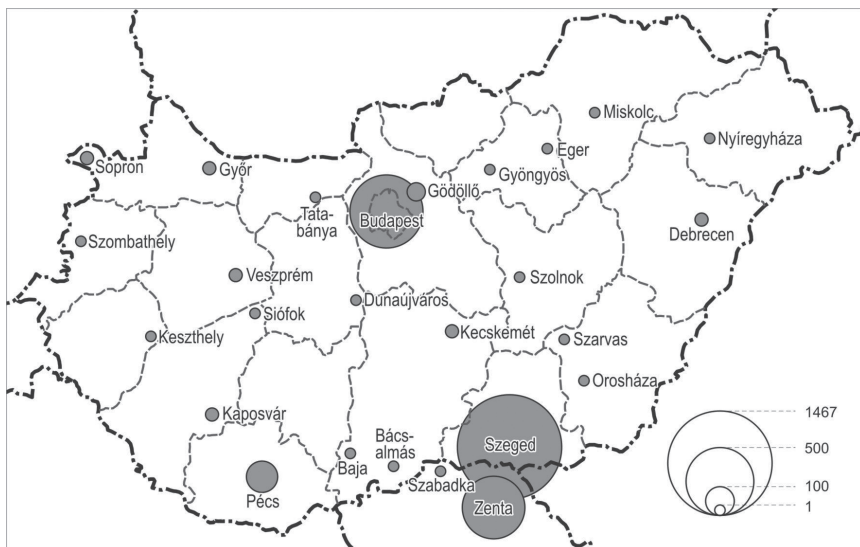 Miskolc
Nyíregyháza
Eger
Sopron
Győr
Gyöngyös
Gödöllő
Tata-
bánya
Budapest
Debrecen
Szombathely
Veszprém
Szolnok
Dunaújváros
Siófok
Keszthely
Kecskemét
Szarvas
Orosháza
Kaposvár
1467
Szeged
500
Bács-
almás
Baja
Szabadka
100
Pécs
Zenta
1